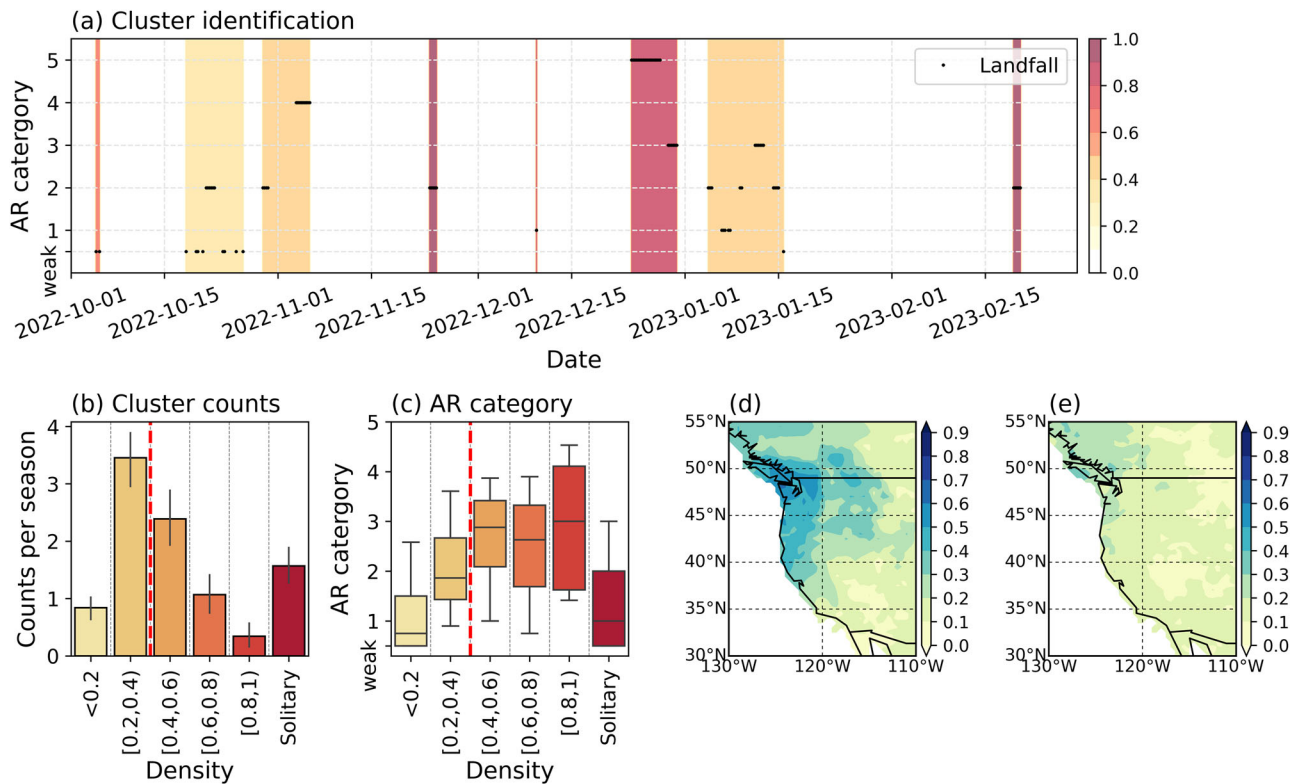 (a) Cluster identification
AR catergory
5
4
3
2
1
weak
Landfall
1.0
0.8
0.6
0.4
0.2
0.0
2022-10-01
2022-10-15
2022-11-01
2022-11-15
2022-12-01
2022-12-15
2023-01-01
2023-01-15
2023-02-01
2023-02-15
Date
(b) Cluster counts
Counts per season
4
3
2
1
0
<0.2
[0.2,0.4)
[0.4,0.6)
[0.6,0.8)
[0.8,1)
Solitary
Density
(c) AR category
AR catergory
5
4
3
2
1
weak
<0.2
[0.2,0.4)
[0.4,0.6)
[0.6,0.8)
[0.8,1)
Solitary
Density
(d)
55°N
50°N
45°N
40°N
35°N
30°N
130°W
120°W
110°W
0.9
0.8
0.7
0.6
0.5
0.4
0.3
0.2
0.1
0.0
(e)
55°N
50°N
45°N
40°N
35°N
30°N
130°W
120°W
110°W
0.9
0.8
0.7
0.6
0.5
0.4
0.3
0.2
0.1
0.0